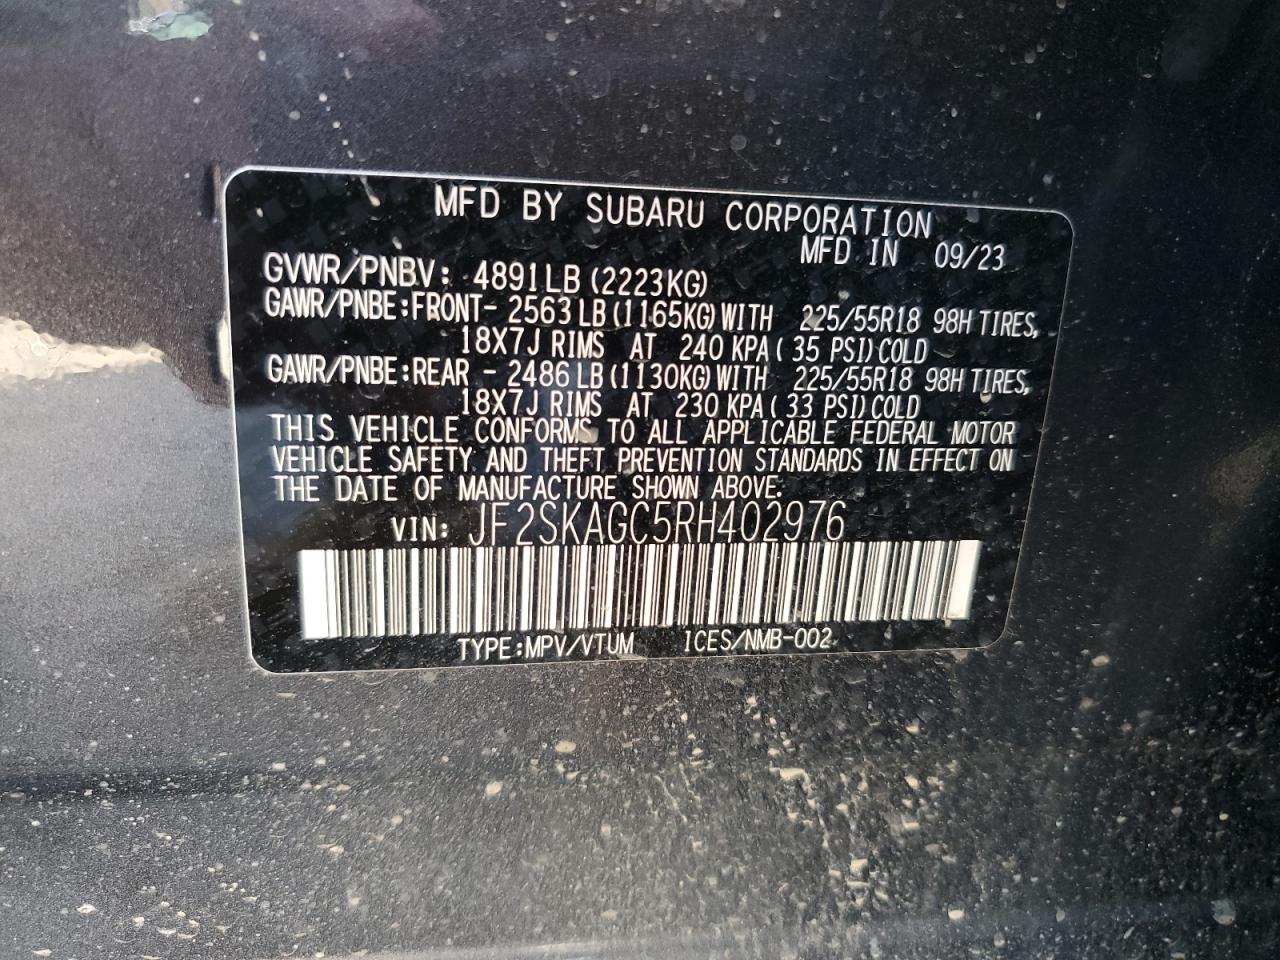 MFD BY SUBARU CORPORATION
MFD IN 09/23
GVWR/PNBV: 4891LB (2223KG)
GAWR/PNBE:FRONT- 2563LB (1165KG) WITH 225/55R18 98H TIRES,
18X7J RIMS AT 240 KPA ( 35 PSI) COLD
GAWR/PNBE:REAR - 2486LB (1130KG) WITH 225/55R18 98H TIRES,
18X7J RIMS AT 230 KPA ( 33 PSI) COLD
THIS VEHICLE CONFORMS TO ALL APPLICABLE FEDERAL MOTOR
VEHICLE SAFETY AND THEFT PREVENTION STANDARDS IN EFFECT ON
THE DATE OF MANUFACTURE SHOWN ABOVE.
VIN: JF2SKAGC5RH402976
TYPE:MPV/VTUM ICES/NMB-002